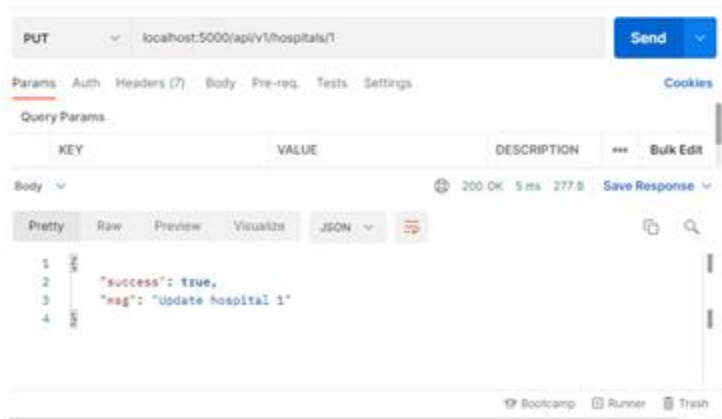 PUT localhost:5000/api/v1/hospitals/1 Send
Params Auth Headers (7) Body Pre-req. Tests Settings Cookies
Query Params
KEY VALUE DESCRIPTION ••• Bulk Edit
Body 200 OK 5 ms 277 B Save Response
Pretty Raw Preview Visualize JSON
1
2 "success": true,
3 "msg": "Update hospital 1"
4
Bootcamp Runner Trash